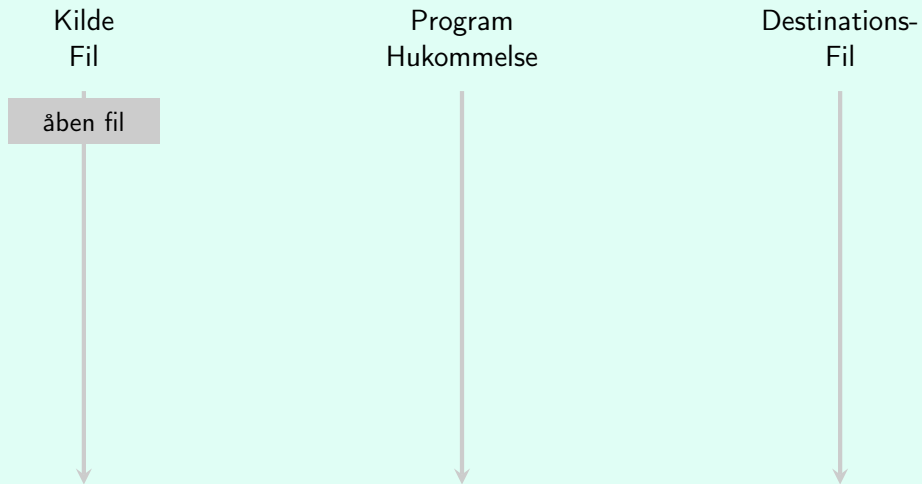 Kilde
Fil
Program
Hukommelse
Destinations-
Fil
åben fil